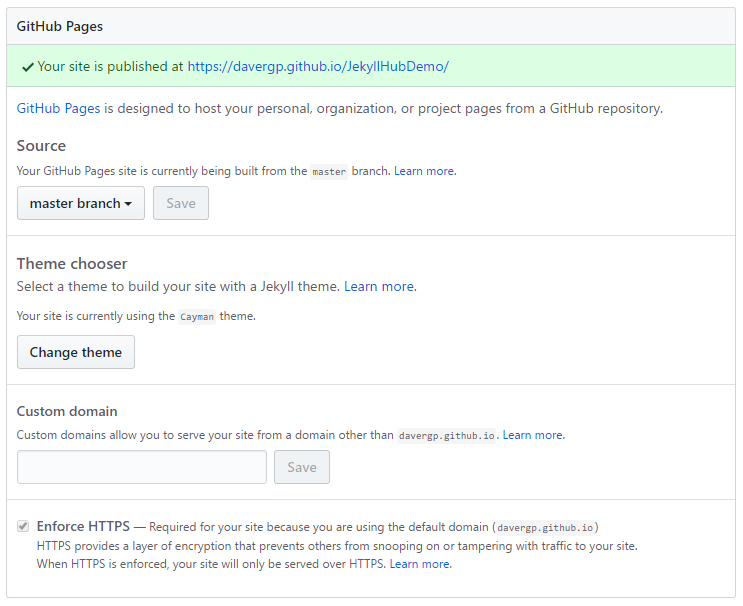 GitHub Pages
Your site is published at https://davergp.github.io/JekyllHubDemo/
GitHub Pages is designed to host your personal, organization, or project pages from a GitHub repository.
Source
Your GitHub Pages site is currently being built from the master branch. Learn more.
master branch Save
Theme chooser
Select a theme to build your site with a Jekyll theme. Learn more.
Your site is currently using the Cayman theme.
Change theme
Custom domain
Custom domains allow you to serve your site from a domain other than davergp.github.io. Learn more.
Save
Enforce HTTPS — Required for your site because you are using the default domain (davergp.github.io)
HTTPS provides a layer of encryption that prevents others from snooping on or tampering with traffic to your site.
When HTTPS is enforced, your site will only be served over HTTPS. Learn more.